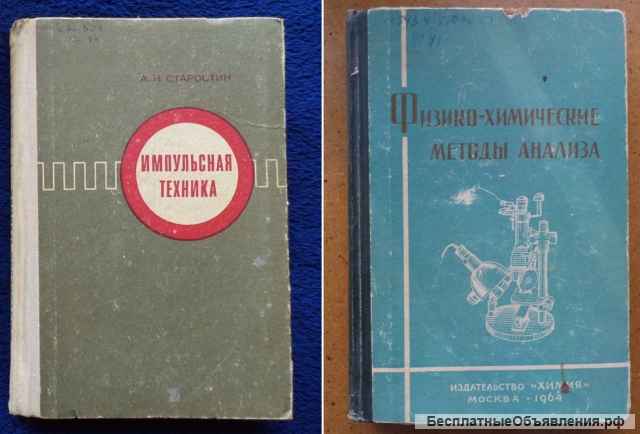 А. Н. СТАРОСТИН
ИМПУЛЬСНАЯ
ТЕХНИКА
ФИЗИКО-ХИМИЧЕСКИЕ
МЕТОДЫ АНАЛИЗА
ИЗДАТЕЛЬСТВО «ХИМИЯ»
МОСКВА · 1964
БесплатныеОбъявления.рф